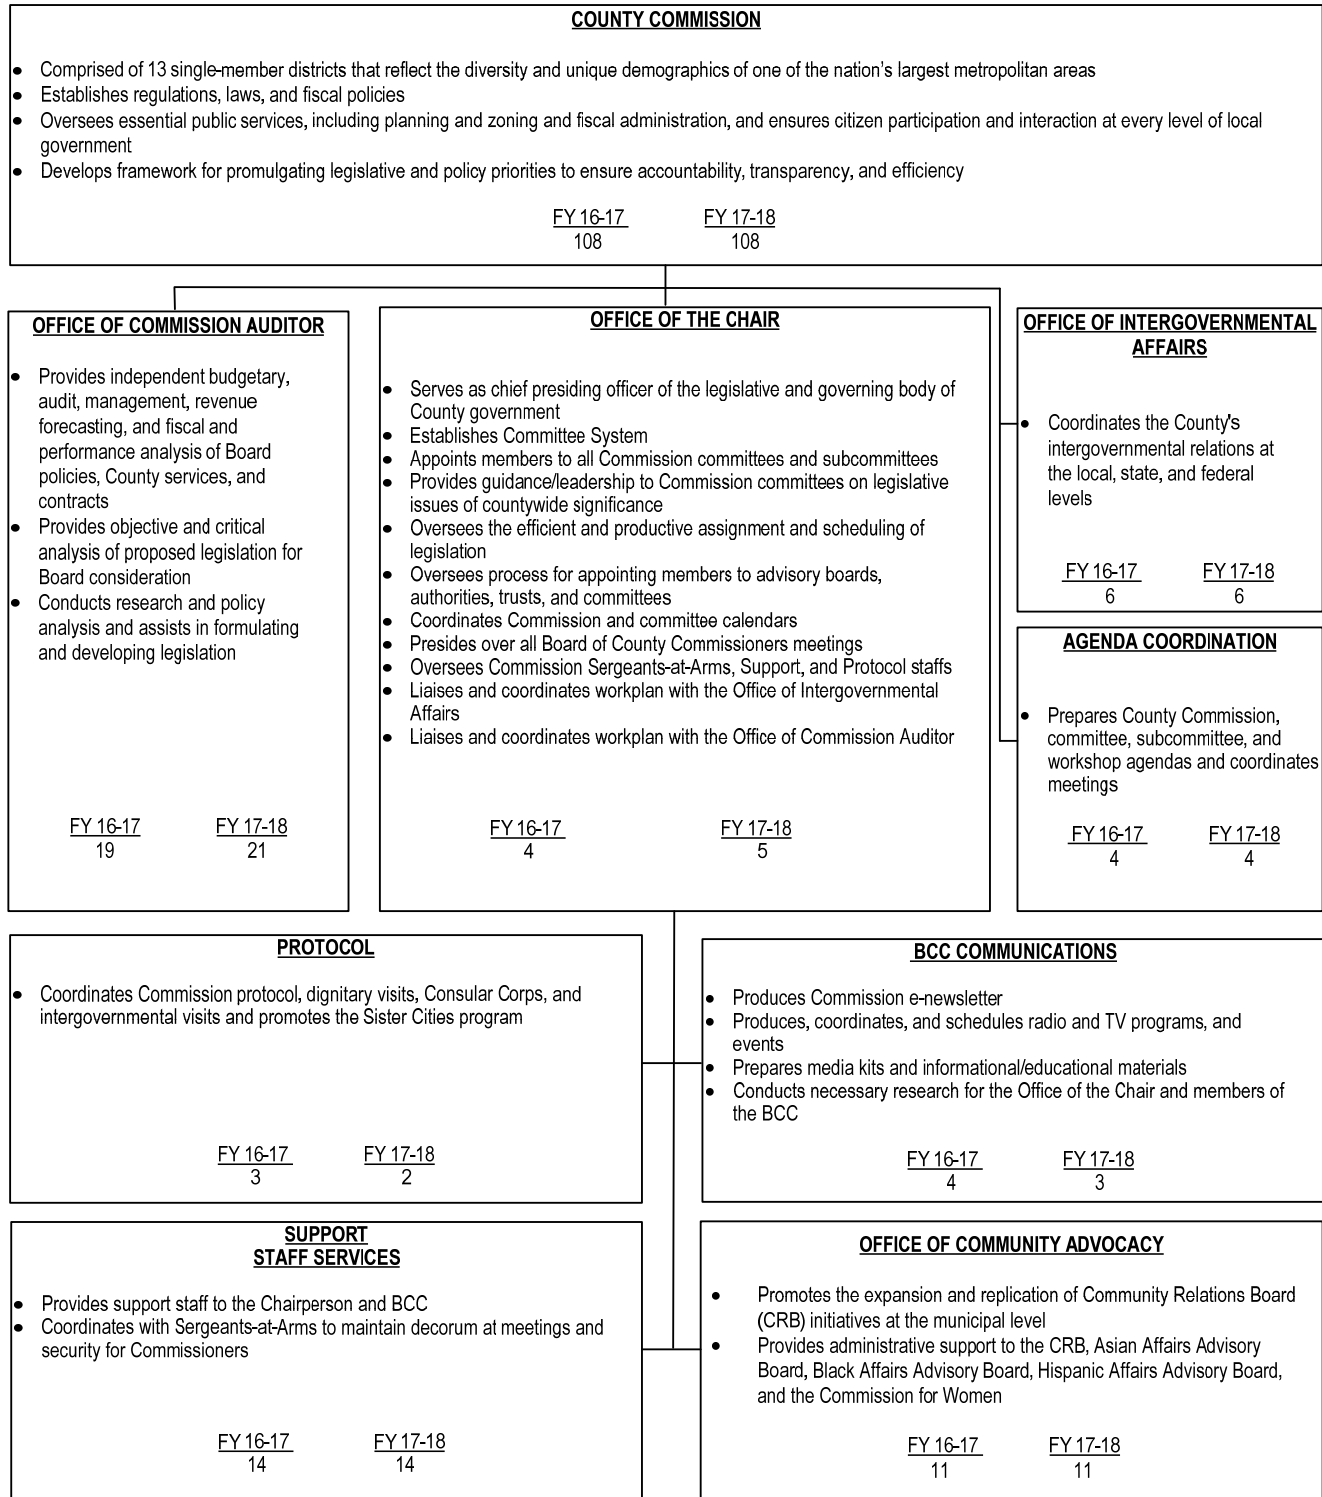 COUNTY COMMISSION
• Comprised of 13 single-member districts that reflect the diversity and unique demographics of one of the nation's largest metropolitan areas
• Establishes regulations, laws, and fiscal policies
• Oversees essential public services, including planning and zoning and fiscal administration, and ensures citizen participation and interaction at every level of local
government
• Develops framework for promulgating legislative and policy priorities to ensure accountability, transparency, and efficiency
FY 16-17 FY 17-18
108 108
OFFICE OF COMMISSION AUDITOR
• Provides independent budgetary,
audit, management, revenue
forecasting, and fiscal and
performance analysis of Board
policies, County services, and
contracts
• Provides objective and critical
analysis of proposed legislation for
Board consideration
• Conducts research and policy
analysis and assists in formulating
and developing legislation
FY 16-17 FY 17-18
19 21
OFFICE OF THE CHAIR
• Serves as chief presiding officer of the legislative and governing body of
County government
• Establishes Committee System
• Appoints members to all Commission committees and subcommittees
• Provides guidance/leadership to Commission committees on legislative
issues of countywide significance
• Oversees the efficient and productive assignment and scheduling of
legislation
• Oversees process for appointing members to advisory boards,
authorities, trusts, and committees
• Coordinates Commission and committee calendars
• Presides over all Board of County Commissioners meetings
• Oversees Commission Sergeants-at-Arms, Support, and Protocol staffs
• Liaises and coordinates workplan with the Office of Intergovernmental
Affairs
• Liaises and coordinates workplan with the Office of Commission Auditor
FY 16-17 FY 17-18
4 5
OFFICE OF INTERGOVERNMENTAL
AFFAIRS
• Coordinates the County's
intergovernmental relations at
the local, state, and federal
levels
FY 16-17 FY 17-18
6 6
AGENDA COORDINATION
• Prepares County Commission,
committee, subcommittee, and
workshop agendas and coordinates
meetings
FY 16-17 FY 17-18
4 4
PROTOCOL
• Coordinates Commission protocol, dignitary visits, Consular Corps, and
intergovernmental visits and promotes the Sister Cities program
FY 16-17 FY 17-18
3 2
BCC COMMUNICATIONS
• Produces Commission e-newsletter
• Produces, coordinates, and schedules radio and TV programs, and
events
• Prepares media kits and informational/educational materials
• Conducts necessary research for the Office of the Chair and members of
the BCC
FY 16-17 FY 17-18
4 3
SUPPORT
STAFF SERVICES
• Provides support staff to the Chairperson and BCC
• Coordinates with Sergeants-at-Arms to maintain decorum at meetings and
security for Commissioners
FY 16-17 FY 17-18
14 14
OFFICE OF COMMUNITY ADVOCACY
• Promotes the expansion and replication of Community Relations Board
(CRB) initiatives at the municipal level
• Provides administrative support to the CRB, Asian Affairs Advisory
Board, Black Affairs Advisory Board, Hispanic Affairs Advisory Board,
and the Commission for Women
FY 16-17 FY 17-18
11 11